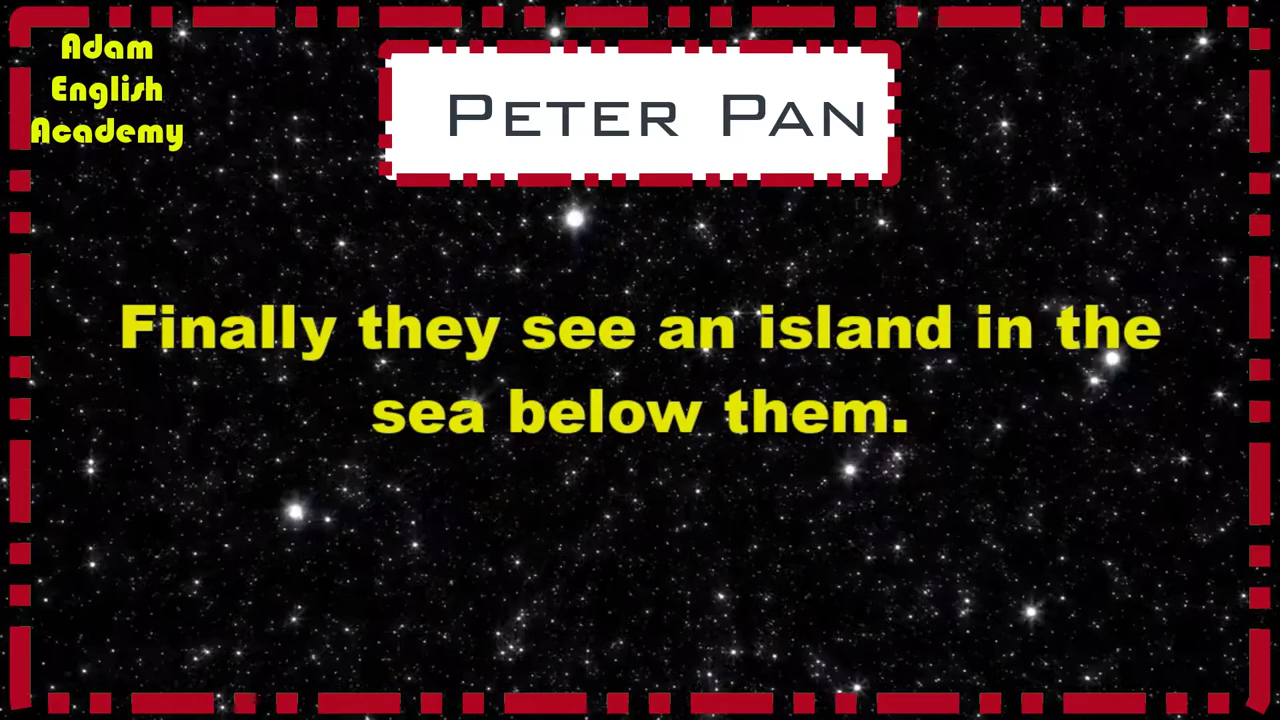 Adam
English
Academy
Peter Pan
Finally they see an island in the
sea below them.